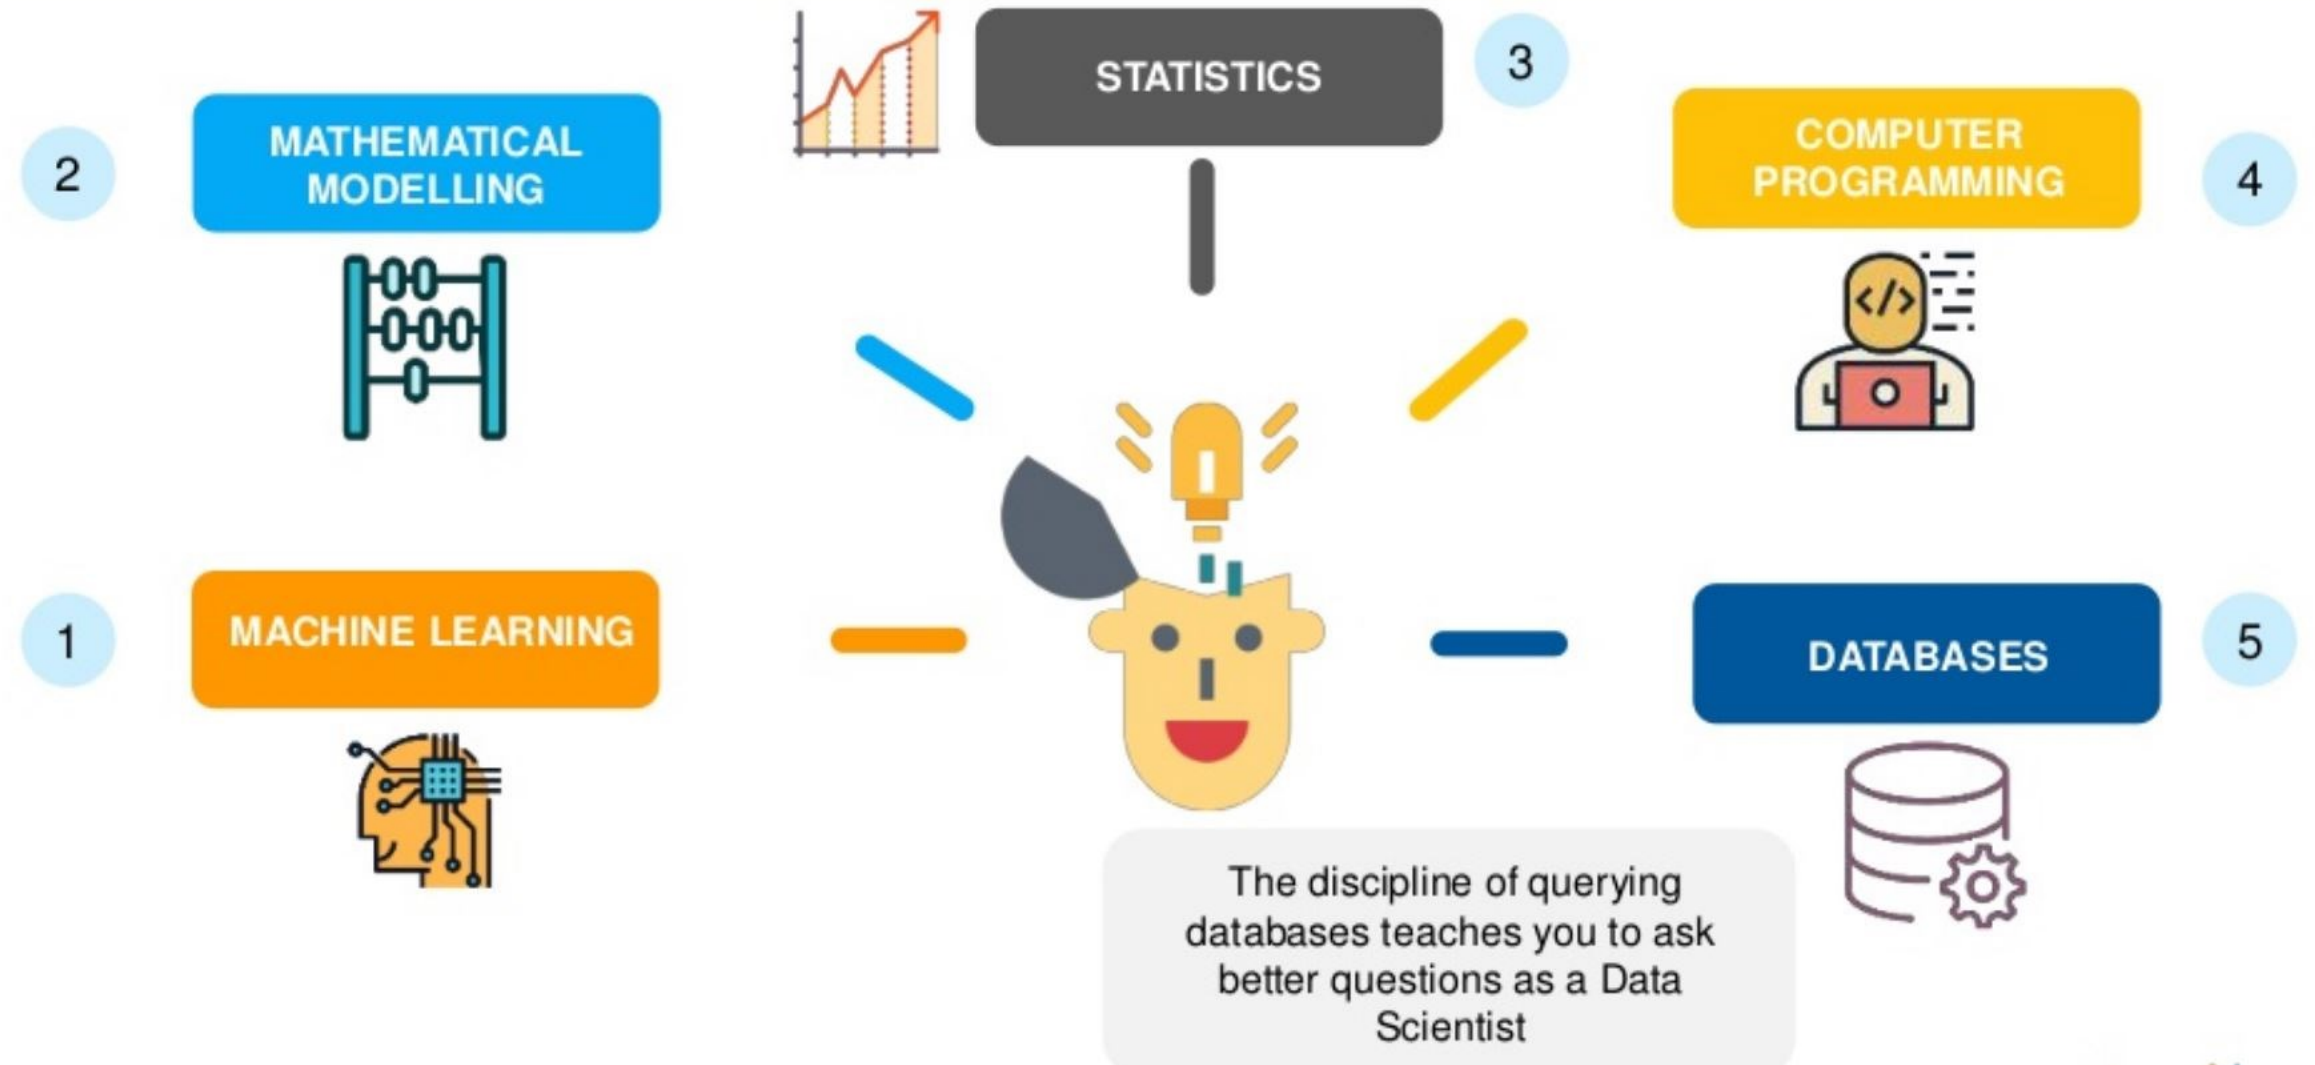 3
STATISTICS
2
MATHEMATICAL
MODELLING
COMPUTER
PROGRAMMING
4
</>
1
MACHINE LEARNING
DATABASES
5
The discipline of querying
databases teaches you to ask
better questions as a Data
Scientist